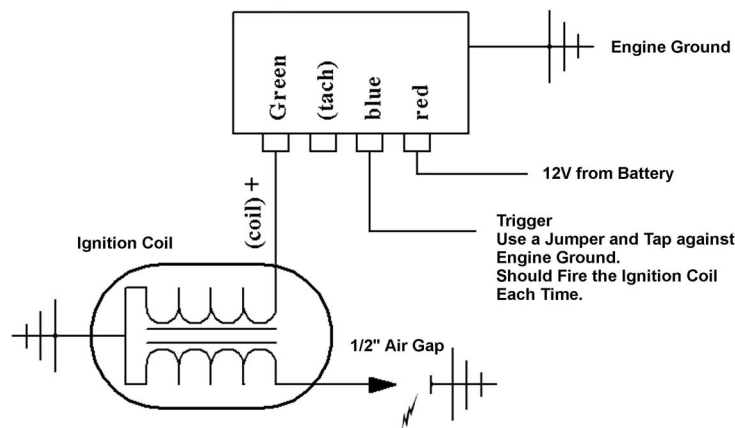 Engine Ground
Green
(tach)
blue
red
12V from Battery
(coil) +
Trigger
Use a Jumper and Tap against
Engine Ground.
Should Fire the Ignition Coil
Each Time.
Ignition Coil
1/2" Air Gap